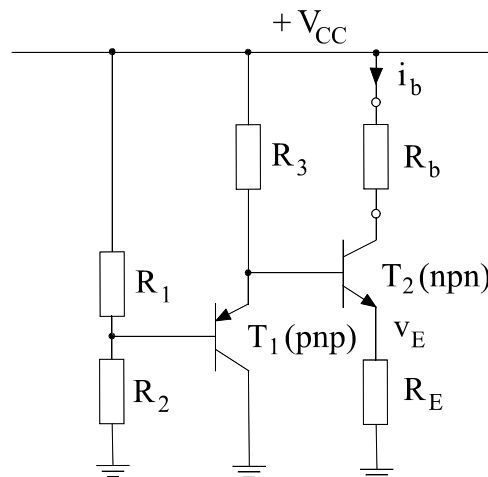 + V_CC
i_b
R_3
R_b
R_1
T_2(npn)
T_1(pnp)
v_E
R_2
R_E